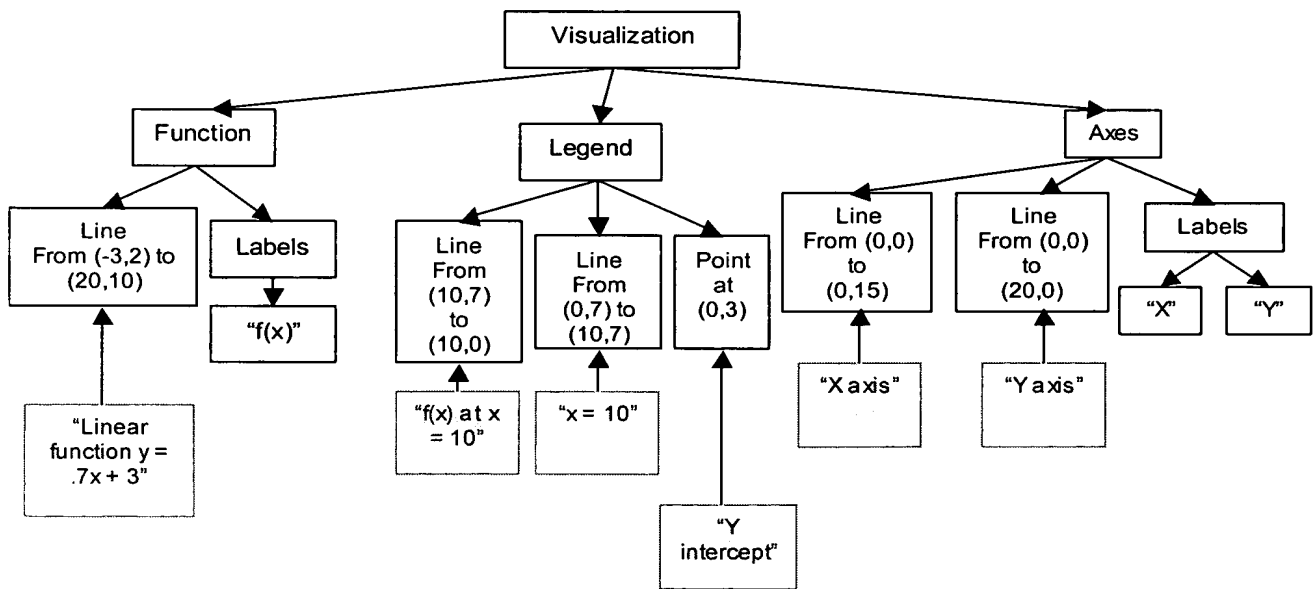 Visualization
Function
Legend
Axes
Line
From (-3,2) to
(20,10)
Labels
"f(x)"
Line
From
(10,7)
to
(10,0)
Line
From
(0,7) to
(10,7)
Point
at
(0,3)
Line
From (0,0)
to
(0,15)
Line
From (0,0)
to
(20,0)
Labels
"X"
"Y"
"Linear
function y =
.7x + 3"
"f(x) at x
= 10"
"x = 10"
"Y
intercept"
"X axis"
"Y axis"